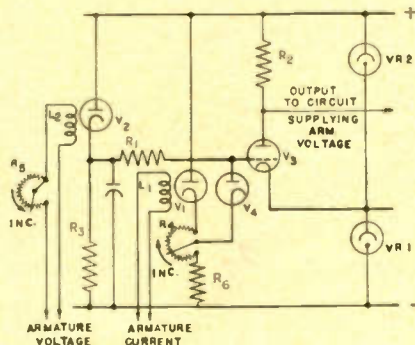 +
R2
VR2
OUTPUT
TO CIRCUIT
SUPPLYING
ARM
VOLTAGE
L2
V2
R1
V3
R5
INC.
L1
V1
R4
V4
R3
INC.
R6
VR1
-
ARMATURE
VOLTAGE
ARMATURE
CURRENT